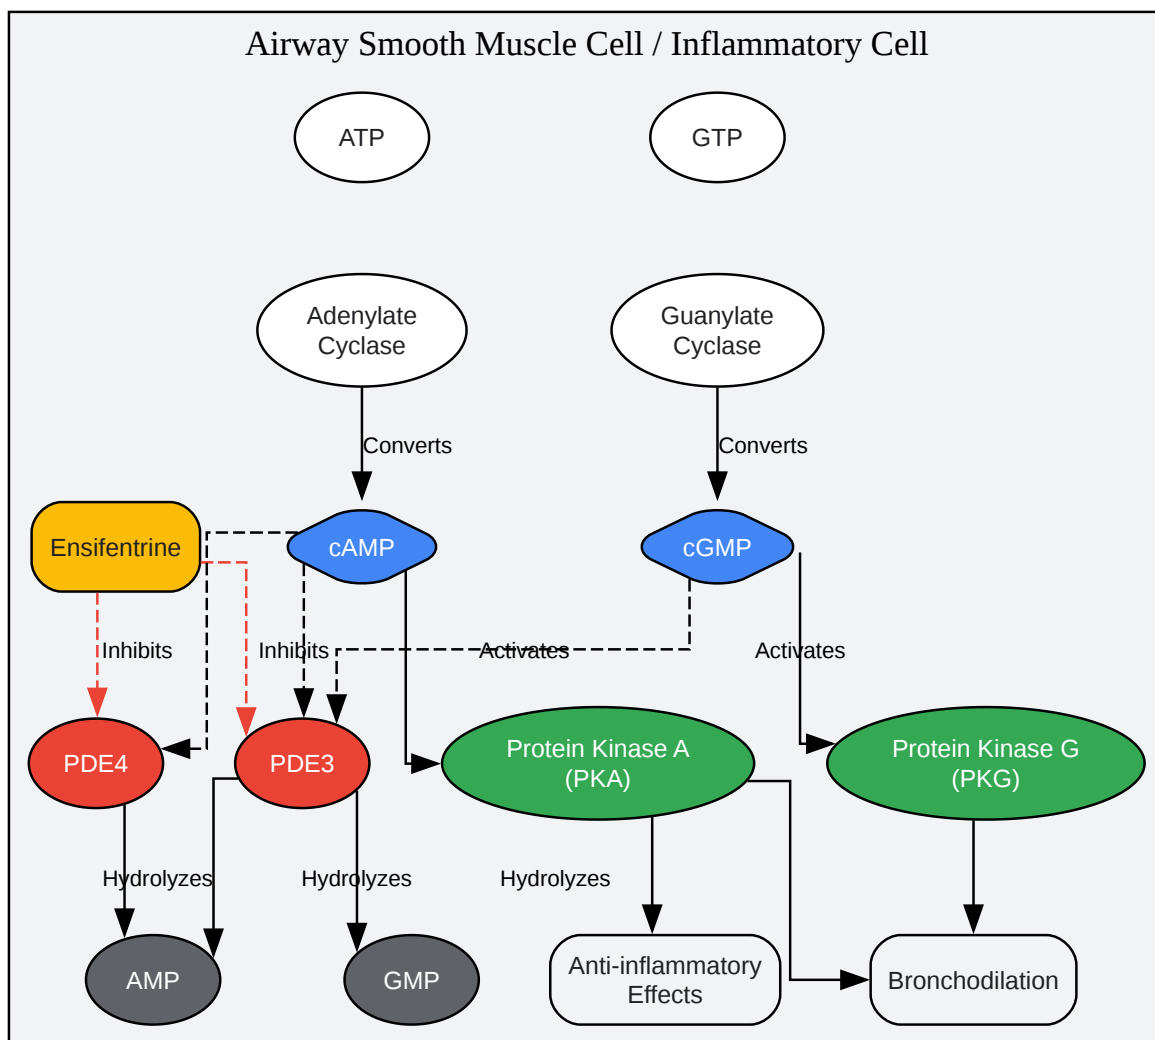 Airway Smooth Muscle Cell / Inflammatory Cell
ATP
GTP
Adenylate
Cyclase
Guanylate
Cyclase
Converts
Converts
Ensifentrine
cAMP
cGMP
Inhibits
Inhibits
Activates
Activates
PDE4
PDE3
Protein Kinase A
(PKA)
Protein Kinase G
(PKG)
Hydrolyzes
Hydrolyzes
Hydrolyzes
AMP
GMP
Anti-inflammatory
Effects
Bronchodilation